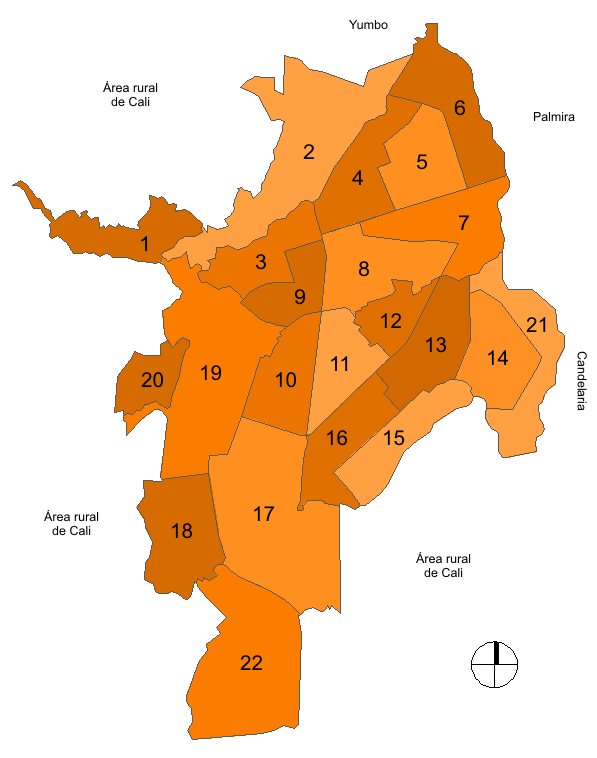 Yumbo
Área rural
de Cali
6
Palmira
2
5
4
7
1
3
8
9
12
21
13
11
14
19
20
10
Candelaria
16
15
17
Área rural
de Cali
18
Área rural
de Cali
22